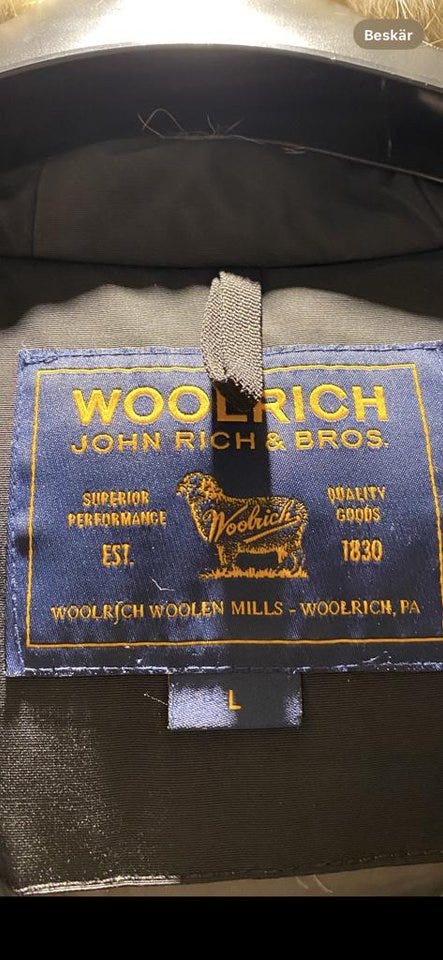 Beskär
WOOLRICH
JOHN RICH & BROS.
SUPERIOR
PERFORMANCE
QUALITY
GOODS
Woolrich
EST.
1830
WOOLRICH WOOLEN MILLS - WOOLRICH, PA
L